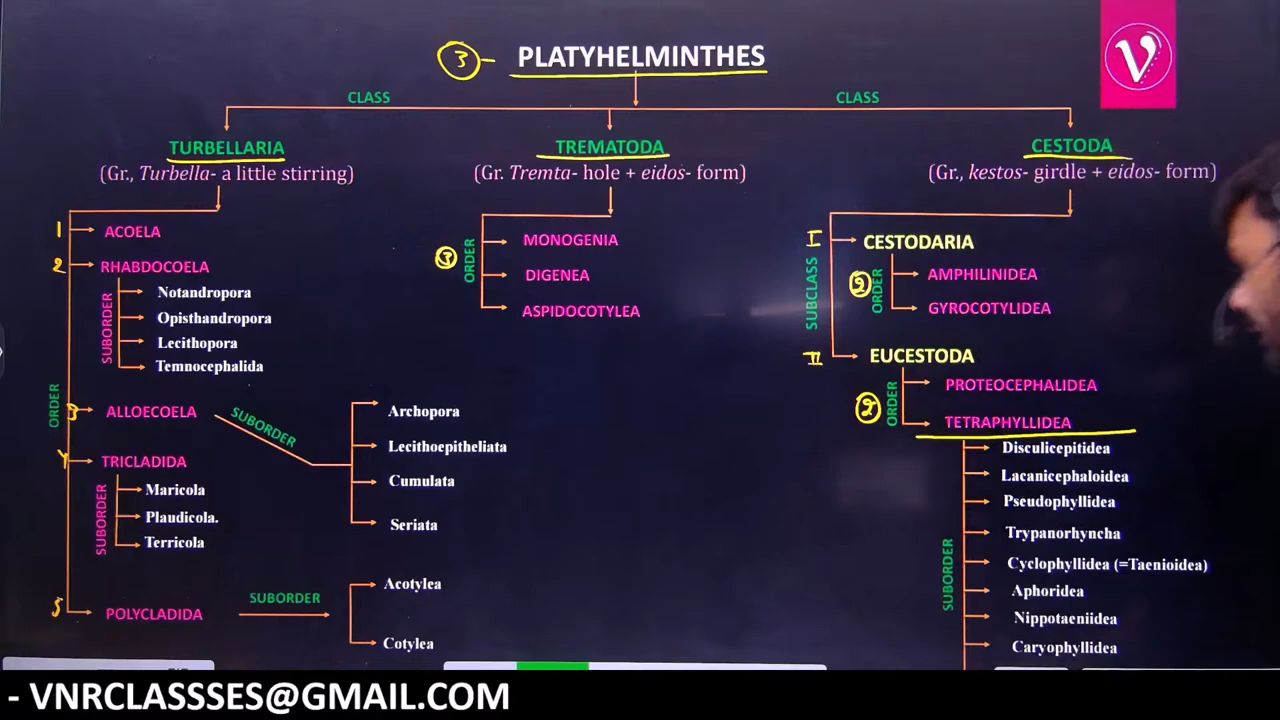 3 - PLATYHELMINTHES
V
CLASS
CLASS
TURBELLARIA
(Gr., Turbella- a little stirring)
1 ACOELA
2 RHABDOCOELA
SUBORDER
Notandropora
Opisthandropora
Lecithopora
Temnocephalida
ORDER
3 ALLOECOELA
SUBORDER
Archopora
Lecithoepitheliata
Cumulata
Seriata
4 TRICLADIDA
SUBORDER
Maricola
Plaudicola.
Terricola
5 POLYCLADIDA
SUBORDER
Acotylea
Cotylea
TREMATODA
(Gr. Tremta- hole + eidos- form)
3 ORDER
MONOGENIA
DIGENEA
ASPIDOCOTYLEA
CESTODA
(Gr., kestos- girdle + eidos- form)
SUBCLASS
I CESTODARIA
2 ORDER
AMPHILINIDEA
GYROCOTYLIDEA
II EUCESTODA
2 ORDER
PROTEOCEPHALIDEA
TETRAPHYLLIDEA
SUBORDER
Disculicepitidea
Lacanicephaloidea
Pseudophyllidea
Trypanorhyncha
Cyclophyllidea (=Taenioidea)
Aphoridea
Nippotaeniidea
Caryophyllidea
- VNRCLASSSES@GMAIL.COM